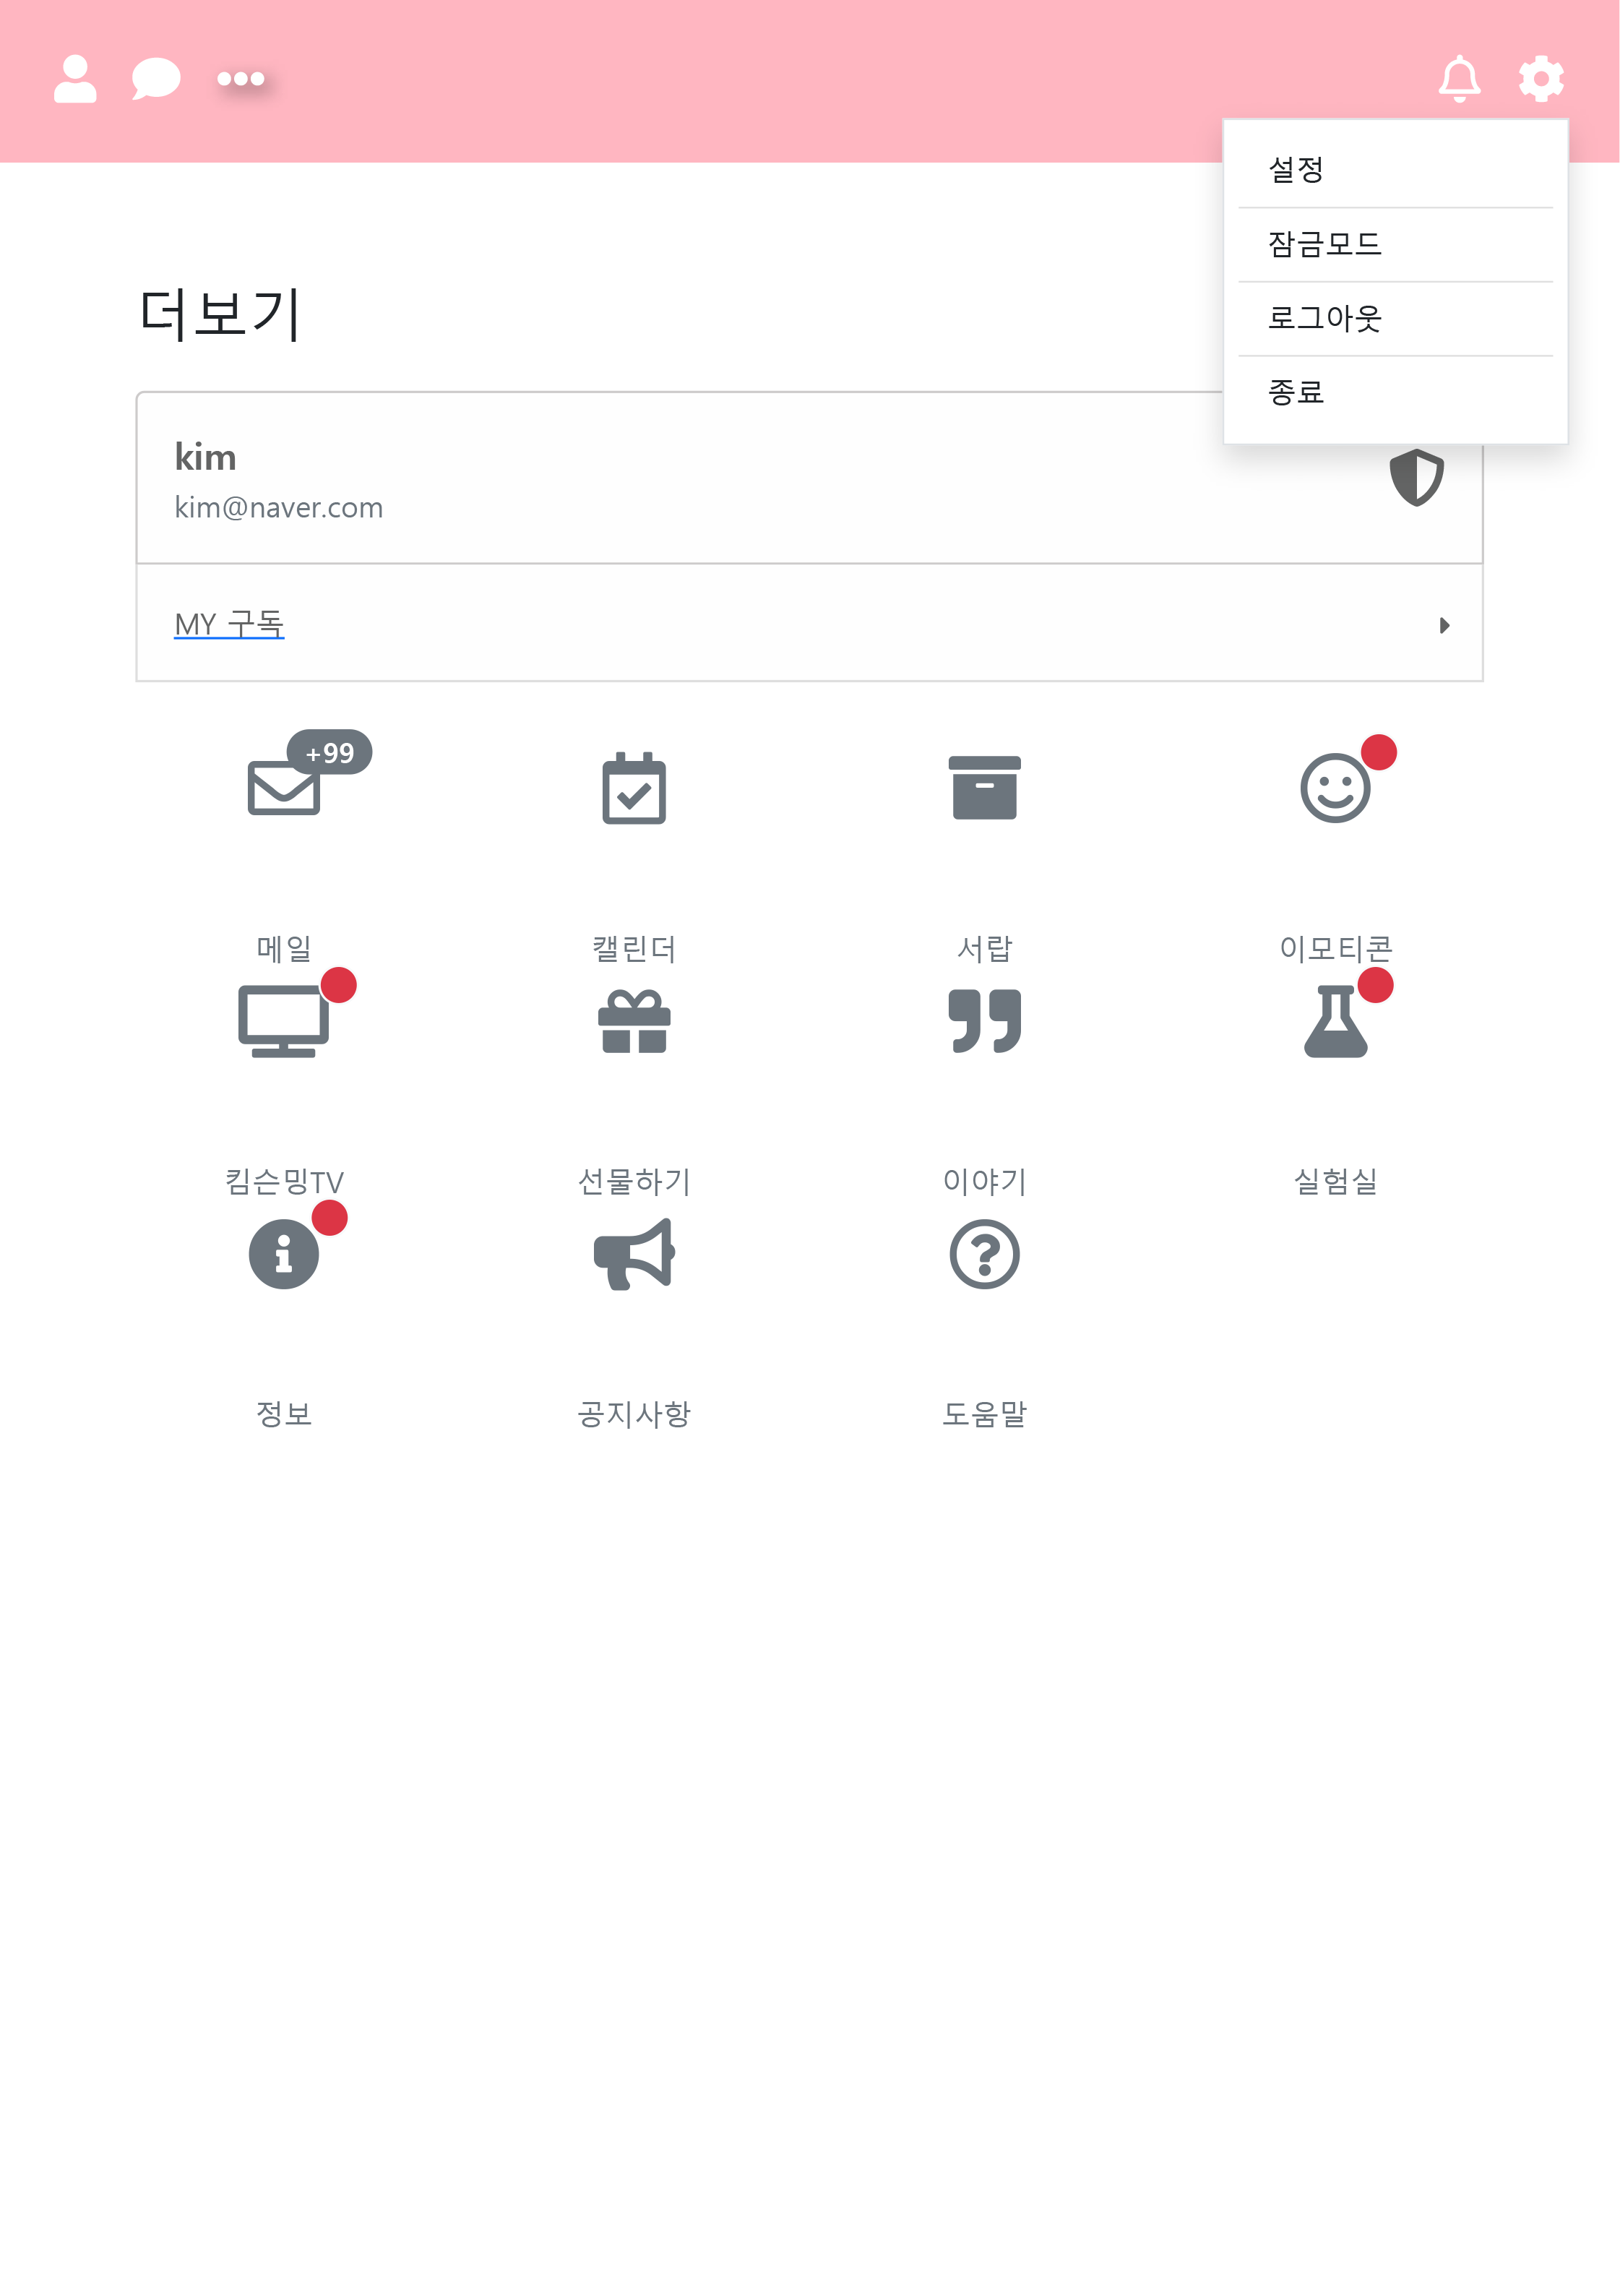 설정
잠금모드
로그아웃
종료
더보기
kim
kim@naver.com
MY 구독
+99
메일 캘린더 서랍 이모티콘
킴슨밍TV 선물하기 이야기 실험실
정보 공지사항 도움말